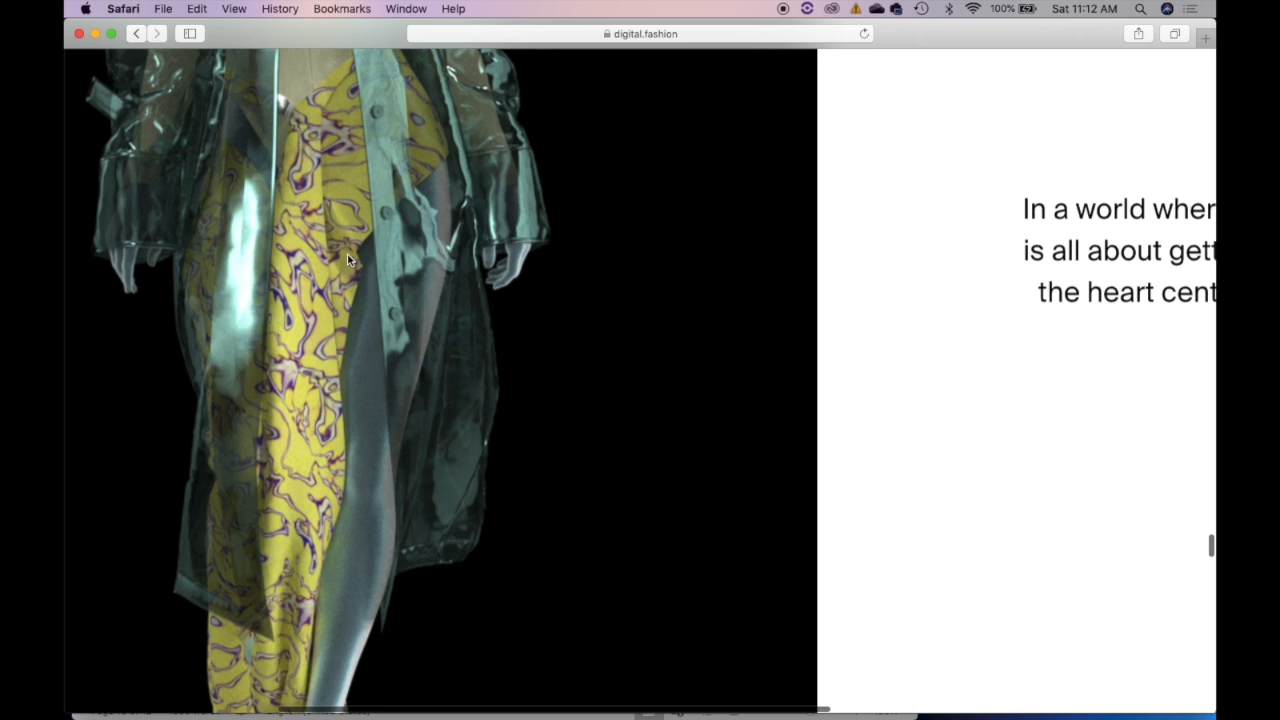 Safari File Edit View History Bookmarks Window Help 100% Sat 11:12 AM
digital.fashion
In a world wher
is all about gett
the heart cent